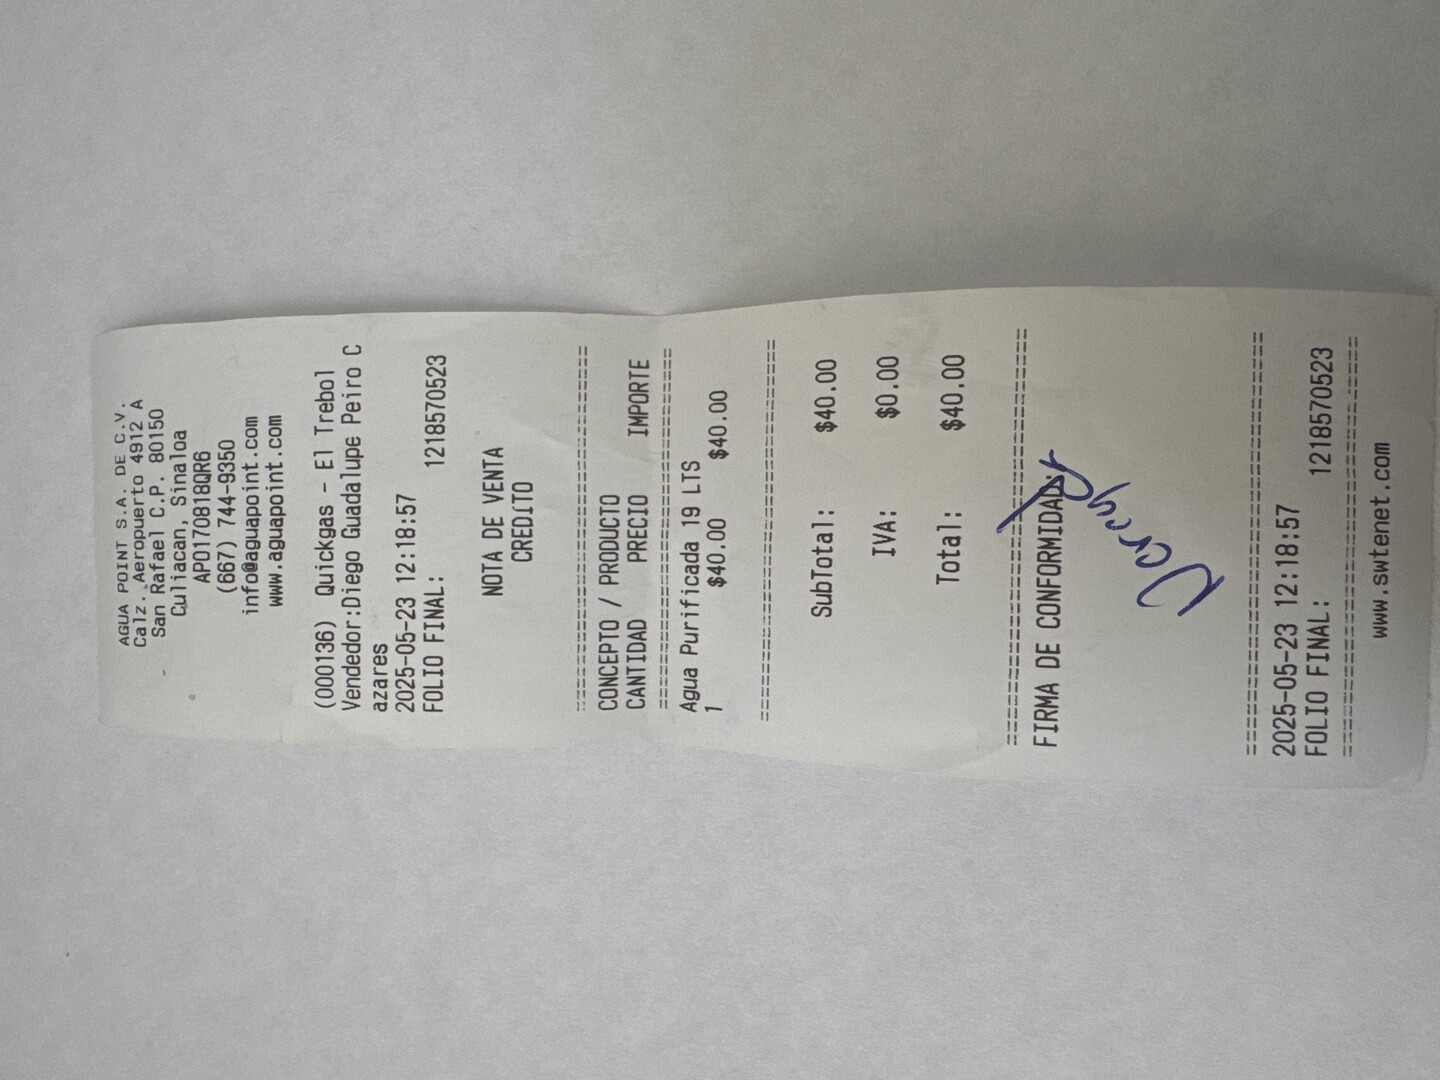 AGUA POINT S.A. DE C.V.
Calz. Aeropuerto 4912 A
San Rafael C.P. 80150
Culiacan, Sinaloa
APO170818QR6
(667) 744-9350
info@aguapoint.com
www.aguapoint.com
(000136) Quickgas - El Trebol
Vendedor:Diego Guadalupe Peiro C
azares
2025-05-23 12:18:57
FOLIO FINAL: 1218570523
NOTA DE VENTA
CREDITO
================================
CONCEPTO / PRODUCTO
CANTIDAD PRECIO IMPORTE
================================
Agua Purificada 19 LTS
1 $40.00 $40.00
================================
SubTotal: $40.00
IVA: $0.00
Total: $40.00
================================
FIRMA DE CONFORMIDAD
================================
2025-05-23 12:18:57
FOLIO FINAL: 1218570523
================================
www.swtenet.com